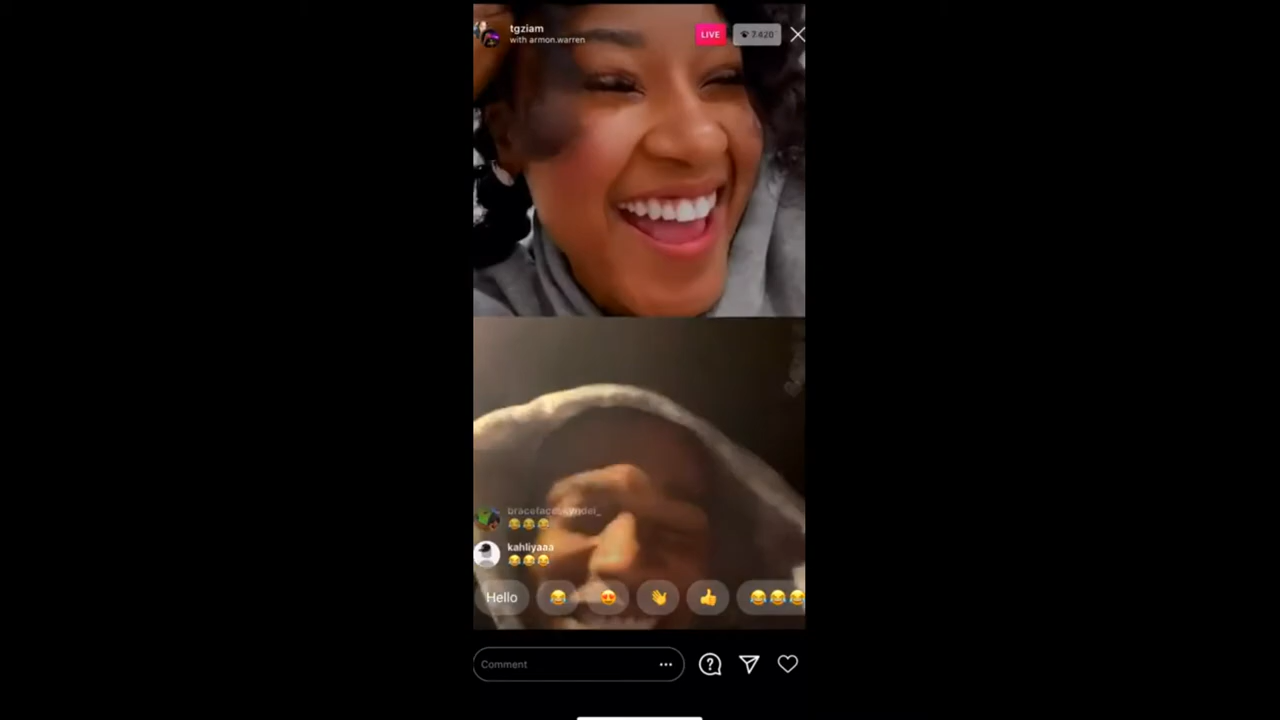 tgziam
with armon.warren
LIVE
7,420
kahliyaaa
Hello
Comment